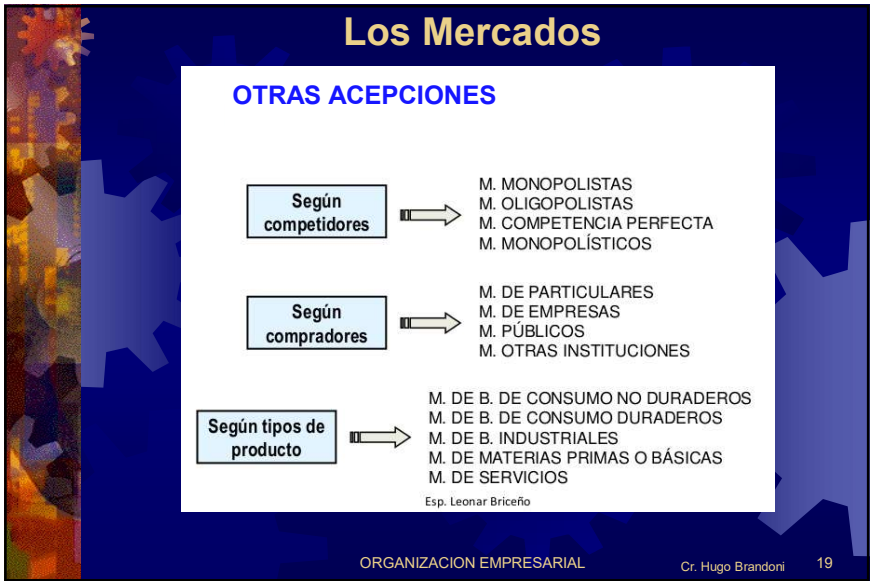 Los Mercados
OTRAS ACEPCIONES
Según
competidores
M. MONOPOLISTAS
M. OLIGOPOLISTAS
M. COMPETENCIA PERFECTA
M. MONOPOLÍSTICOS
Según
compradores
M. DE PARTICULARES
M. DE EMPRESAS
M. PÚBLICOS
M. OTRAS INSTITUCIONES
Según tipos de
producto
M. DE B. DE CONSUMO NO DURADEROS
M. DE B. DE CONSUMO DURADEROS
M. DE B. INDUSTRIALES
M. DE MATERIAS PRIMAS O BÁSICAS
M. DE SERVICIOS
Esp. Leonar Briceño
ORGANIZACION EMPRESARIAL
Cr. Hugo Brandoni
19